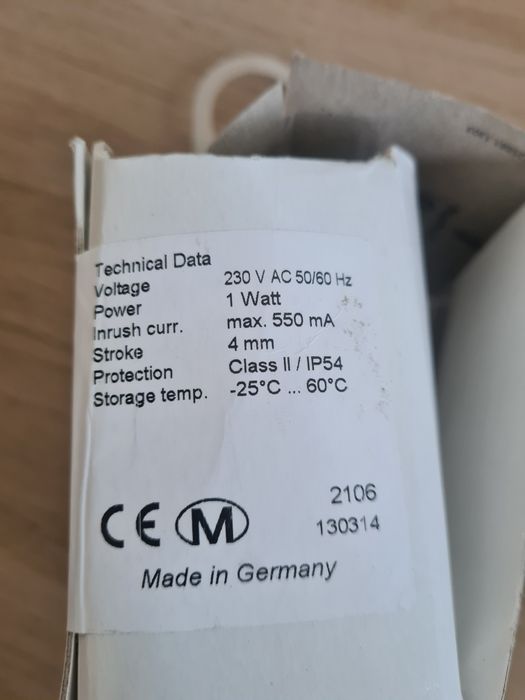 Technical Data
Voltage 230 V AC 50/60 Hz
Power 1 Watt
Inrush curr. max. 550 mA
Stroke 4 mm
Protection Class II / IP54
Storage temp. -25°C ... 60°C
CE M 2106
130314
Made in Germany